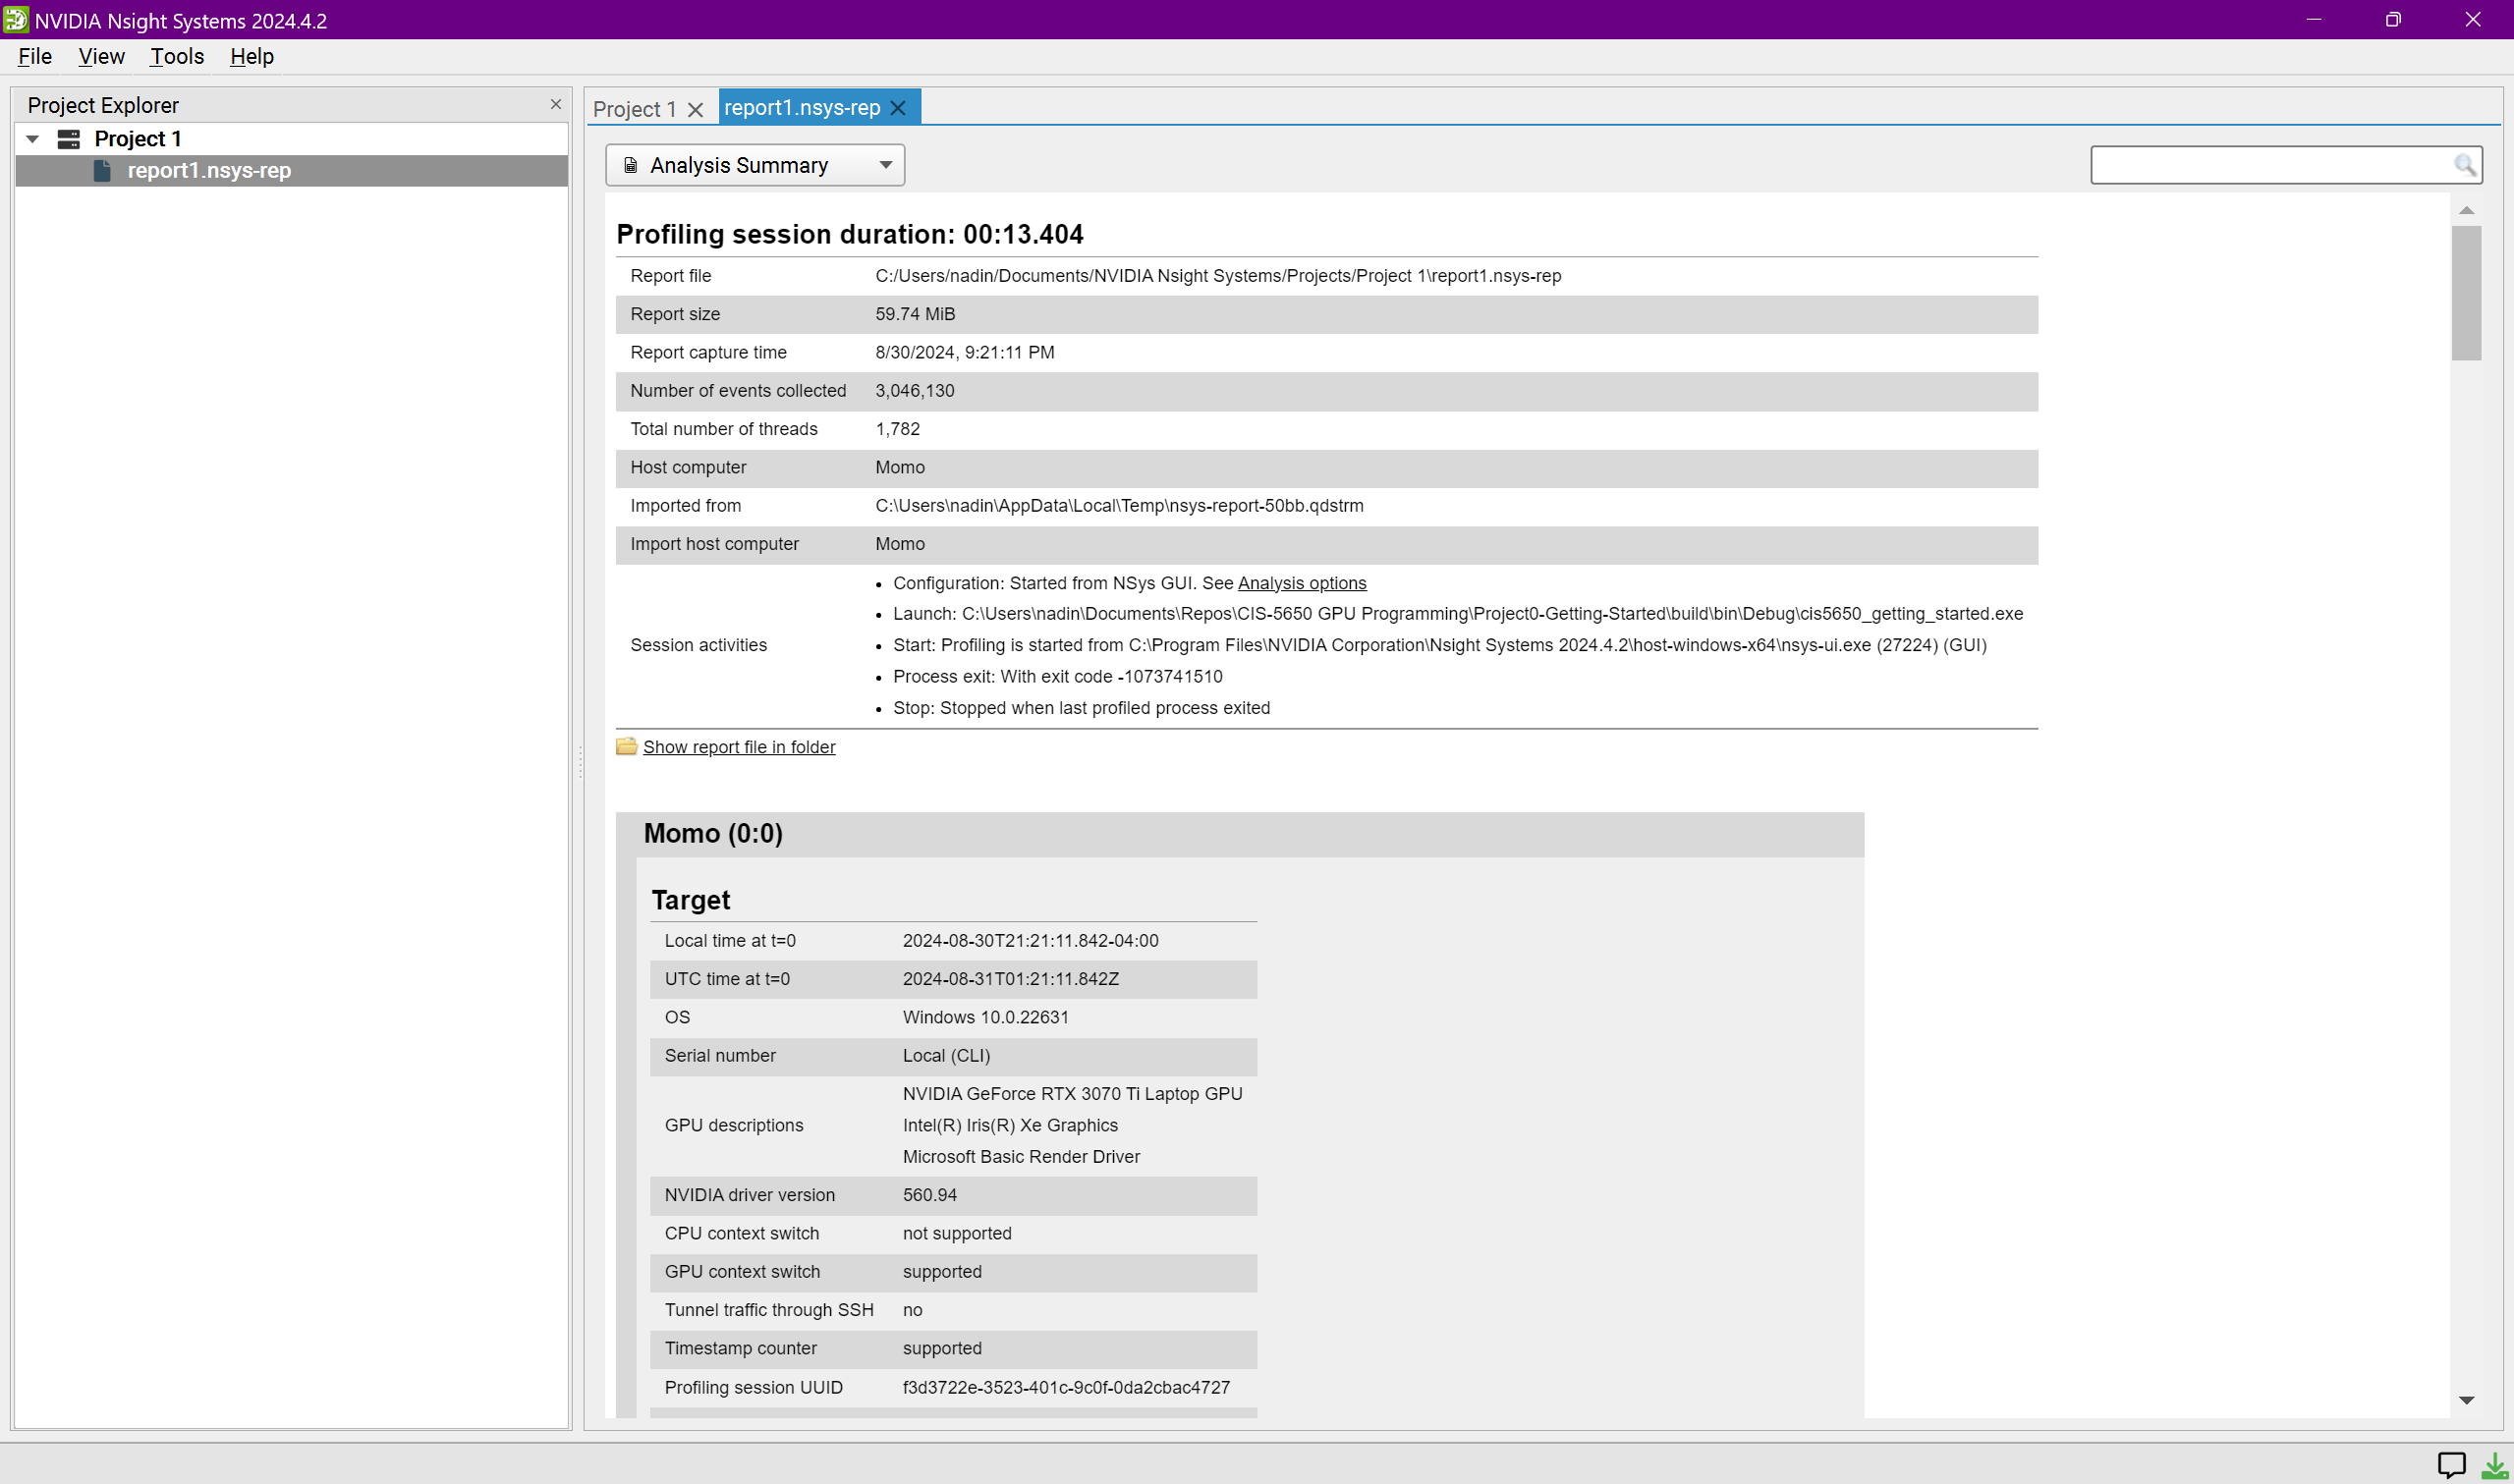 NVIDIA Nsight Systems 2024.4.2
File View Tools Help
Project Explorer
Project 1
report1.nsys-rep
Project 1 report1.nsys-rep
Analysis Summary
Profiling session duration: 00:13.404
Report file C:/Users/nadin/Documents/NVIDIA Nsight Systems/Projects/Project 1\report1.nsys-rep
Report size 59.74 MiB
Report capture time 8/30/2024, 9:21:11 PM
Number of events collected 3,046,130
Total number of threads 1,782
Host computer Momo
Imported from C:\Users\nadin\AppData\Local\Temp\nsys-report-50bb.qdstrm
Import host computer Momo
Session activities
• Configuration: Started from NSys GUI. See Analysis options
• Launch: C:\Users\nadin\Documents\Repos\CIS-5650 GPU Programming\Project0-Getting-Started\build\bin\Debug\cis5650_getting_started.exe
• Start: Profiling is started from C:\Program Files\NVIDIA Corporation\Nsight Systems 2024.4.2\host-windows-x64\nsys-ui.exe (27224) (GUI)
• Process exit: With exit code -1073741510
• Stop: Stopped when last profiled process exited
Show report file in folder
Momo (0:0)
Target
Local time at t=0 2024-08-30T21:21:11.842-04:00
UTC time at t=0 2024-08-31T01:21:11.842Z
OS Windows 10.0.22631
Serial number Local (CLI)
GPU descriptions
NVIDIA GeForce RTX 3070 Ti Laptop GPU
Intel(R) Iris(R) Xe Graphics
Microsoft Basic Render Driver
NVIDIA driver version 560.94
CPU context switch not supported
GPU context switch supported
Tunnel traffic through SSH no
Timestamp counter supported
Profiling session UUID f3d3722e-3523-401c-9c0f-0da2cbac4727